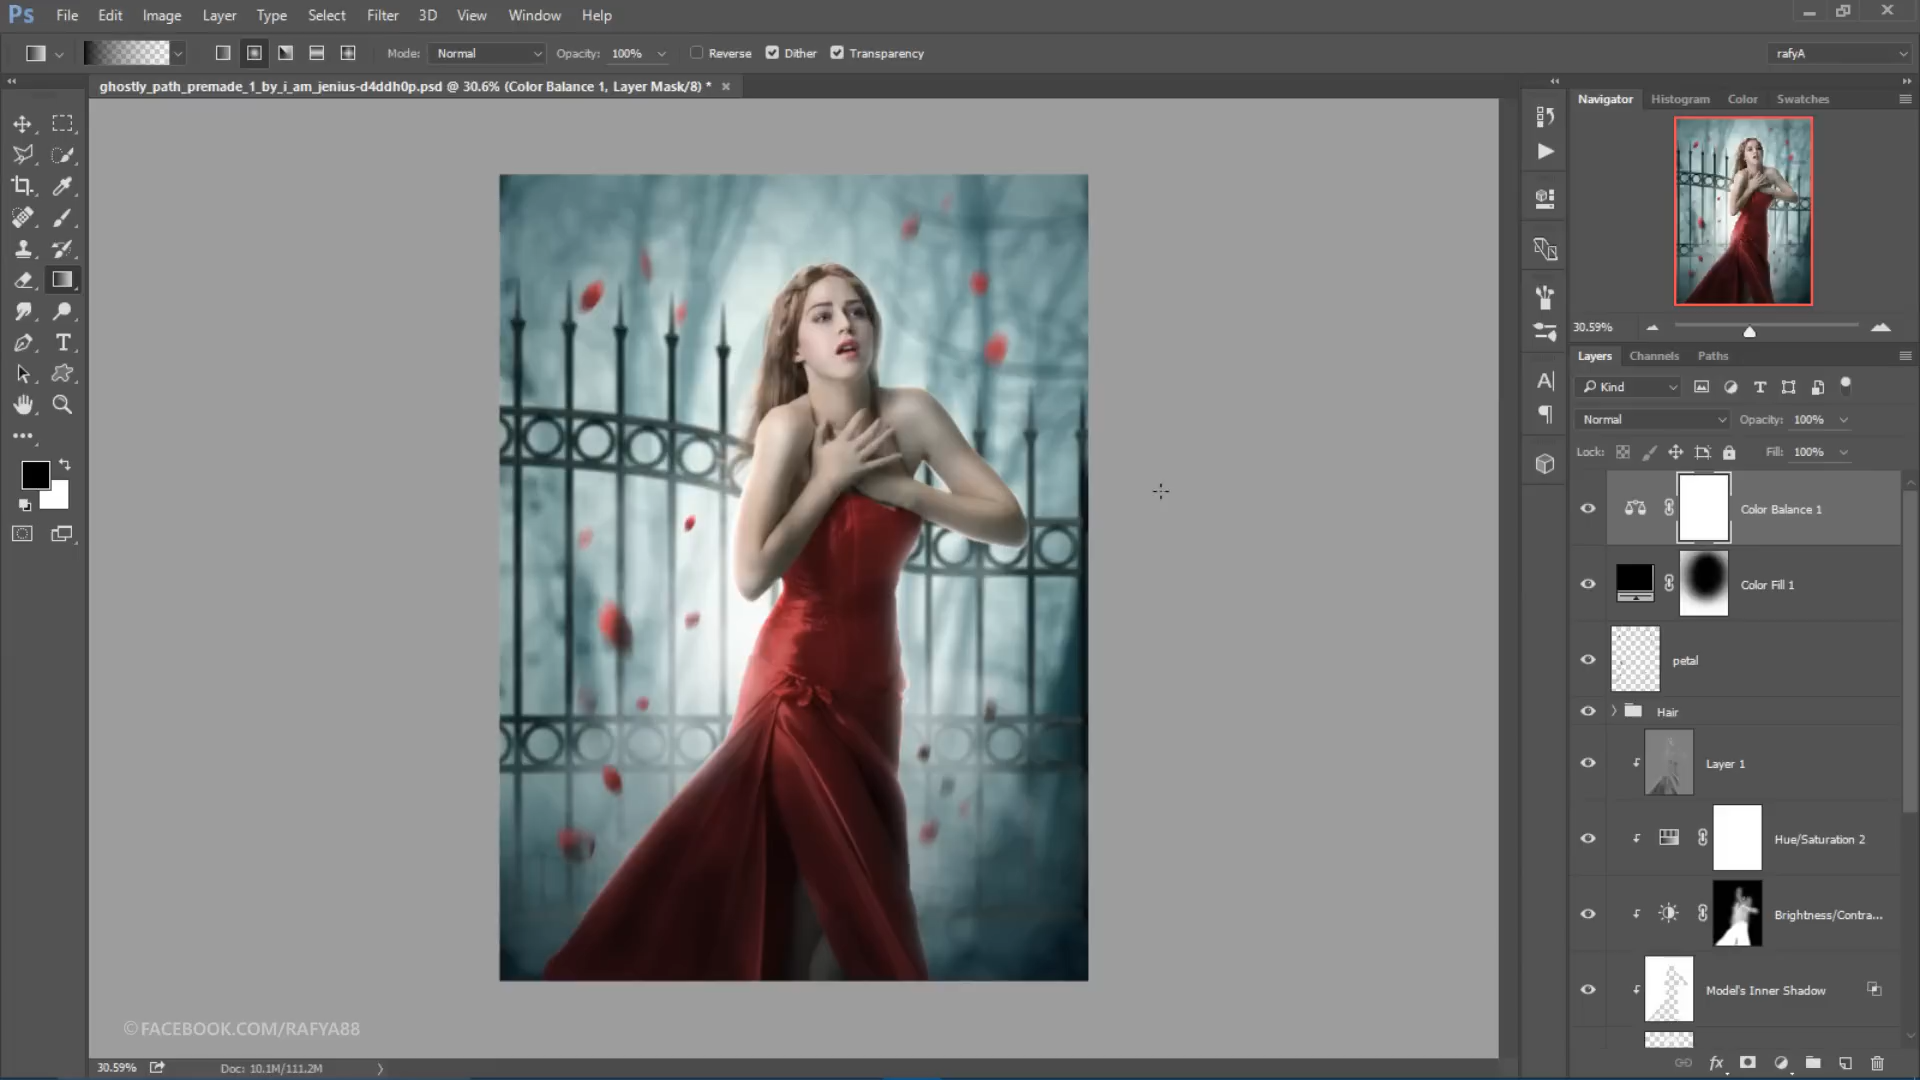 Ps File Edit Image Layer Type Select Filter 3D View Window Help
Mode: Normal Opacity: 100% Reverse Dither Transparency rafyA
ghostly_path_premade_1_by_i_am_jenius-d4ddh0p.psd @ 30.6% (Color Balance 1, Layer Mask/8) *
Navigator Histogram Color Swatches
30.59%
Layers Channels Paths
Kind
Normal Opacity: 100%
Lock: Fill: 100%
Color Balance 1
Color Fill 1
petal
Hair
Layer 1
Hue/Saturation 2
Brightness/Contra...
Model's Inner Shadow
©FACEBOOK.COM/RAFYA88
30.59% Doc: 10.1M/111.2M